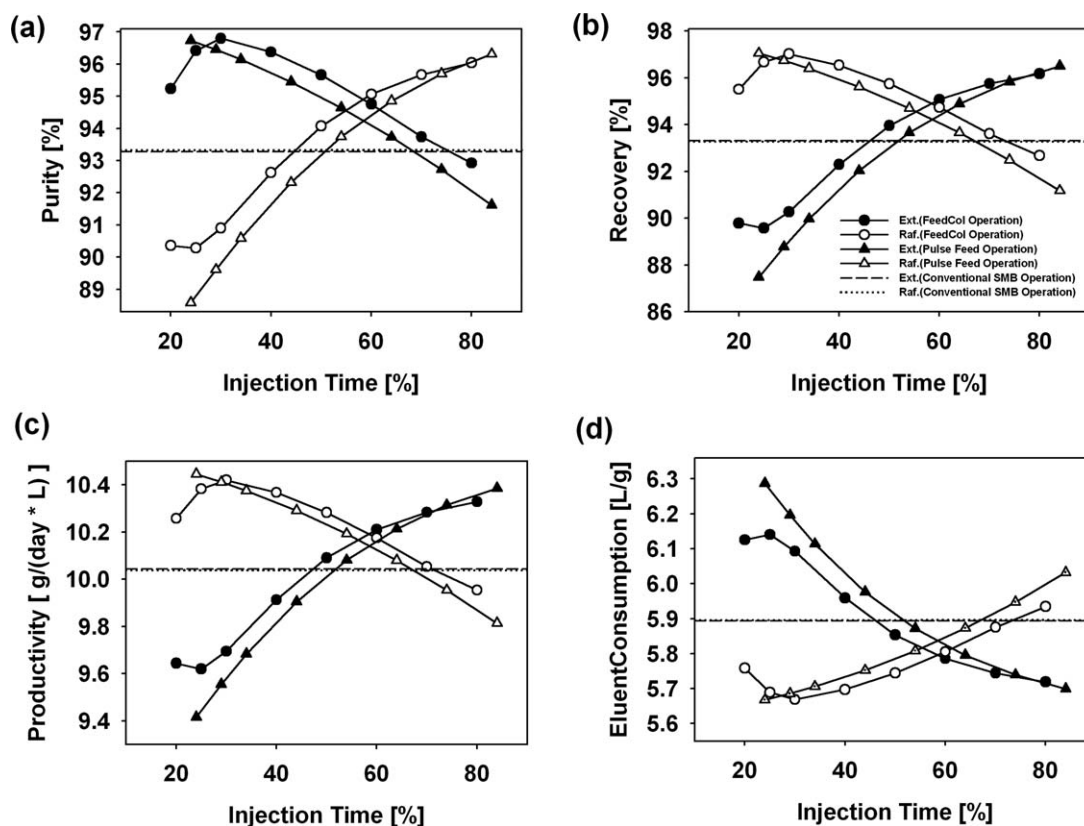 (a)
97
96
95
94
93
92
91
90
89
Purity [%]
20 40 60 80
Injection Time [%]
(b)
98
96
94
92
90
88
86
Recovery [%]
Ext.(FeedCol Operation)
Raf.(FeedCol Operation)
Ext.(Pulse Feed Operation)
Raf.(Pulse Feed Operation)
Ext.(Conventional SMB Operation)
Raf.(Conventional SMB Operation)
20 40 60 80
Injection Time [%]
(c)
10.4
10.2
10.0
9.8
9.6
9.4
Productivity [ g/(day * L) ]
20 40 60 80
Injection Time [%]
(d)
6.3
6.2
6.1
6.0
5.9
5.8
5.7
5.6
EluentConsumption [L/g]
20 40 60 80
Injection Time [%]